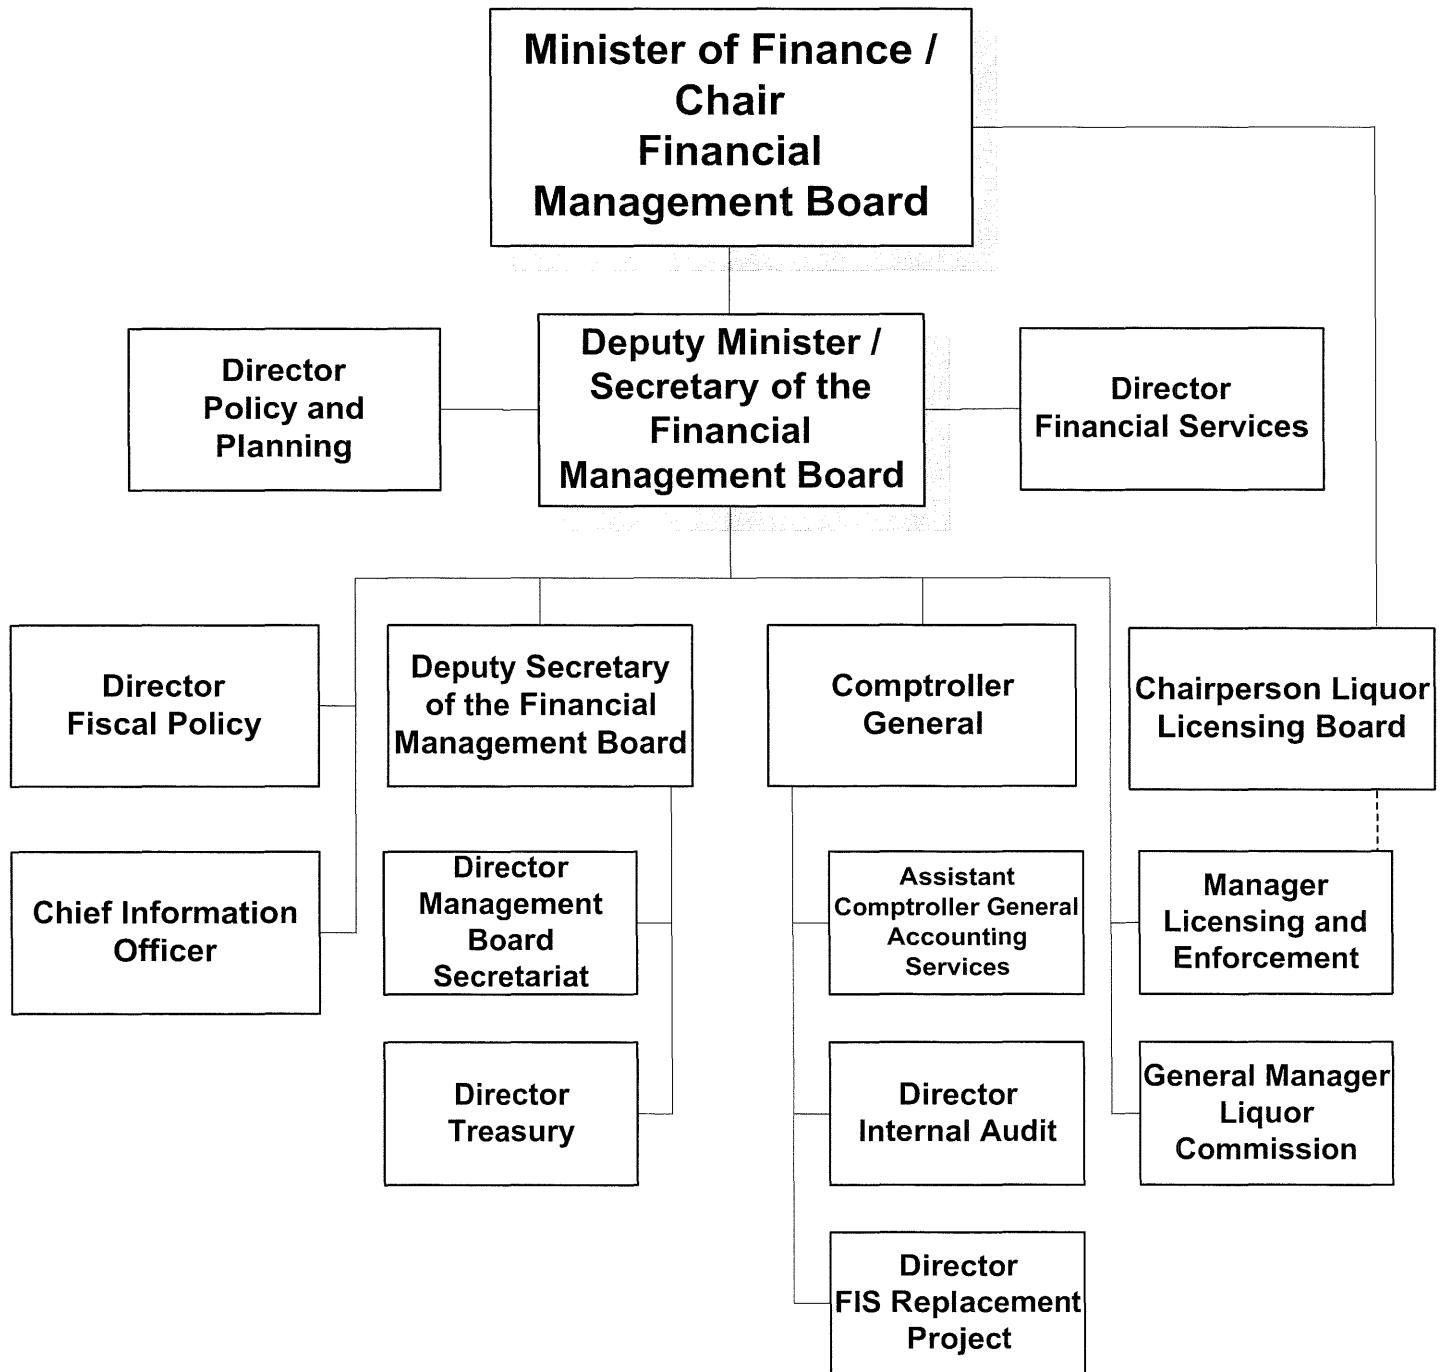 Minister of Finance /
Chair
Financial
Management Board
Director
Policy and
Planning
Deputy Minister /
Secretary of the
Financial
Management Board
Director
Financial Services
Director
Fiscal Policy
Deputy Secretary
of the Financial
Management Board
Comptroller
General
Chairperson Liquor
Licensing Board
Chief Information
Officer
Director
Management
Board
Secretariat
Assistant
Comptroller General
Accounting
Services
Manager
Licensing and
Enforcement
Director
Treasury
Director
Internal Audit
General Manager
Liquor
Commission
Director
FIS Replacement
Project